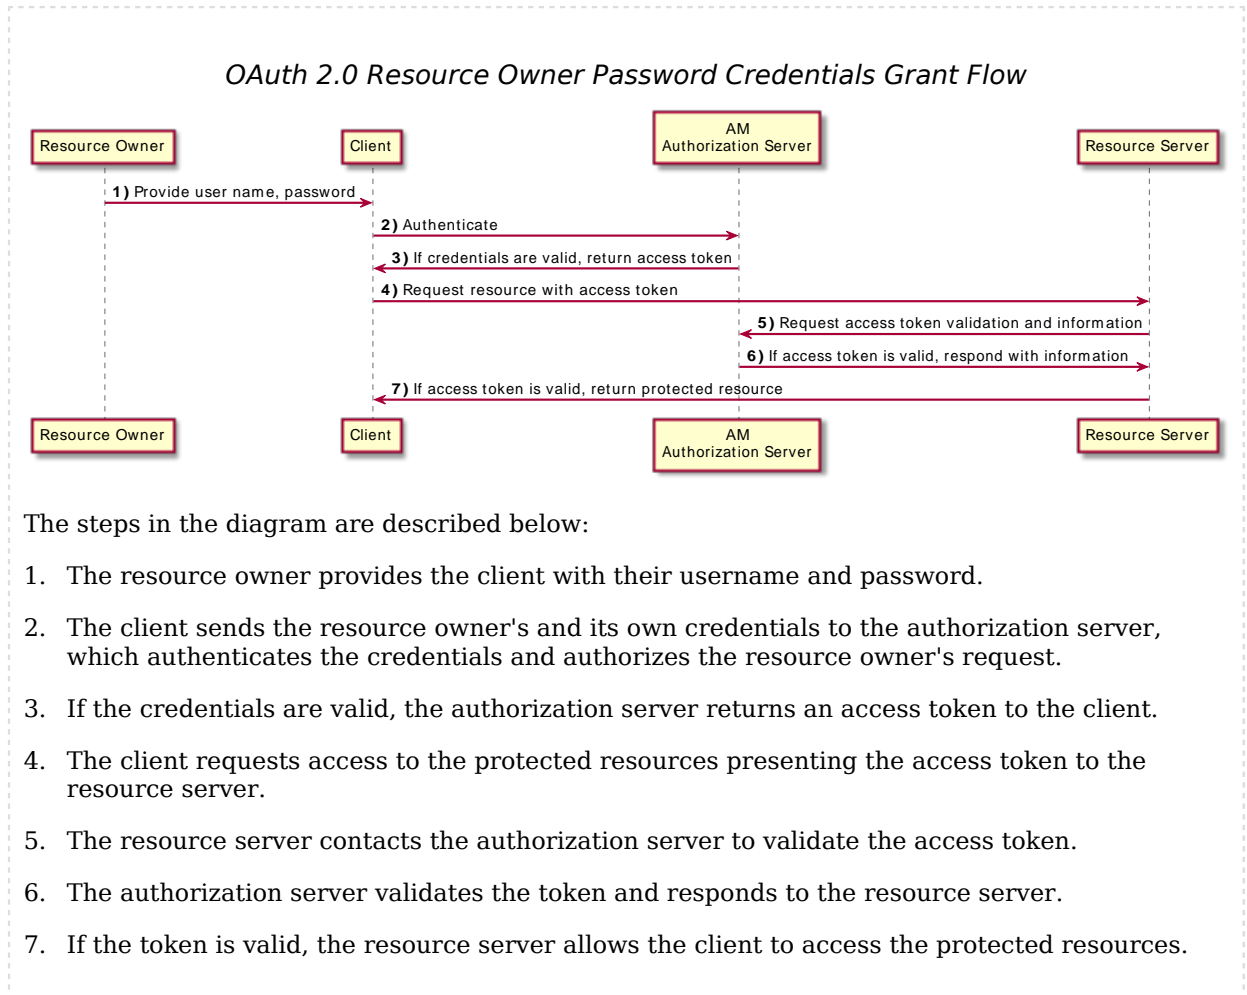 OAuth 2.0 Resource Owner Password Credentials Grant Flow
Resource Owner
Client
AM
Authorization Server
Resource Server
1) Provide user name, password
2) Authenticate
3) If credentials are valid, return access token
4) Request resource with access token
5) Request access token validation and information
6) If access token is valid, respond with information
7) If access token is valid, return protected resource
Resource Owner
Client
AM
Authorization Server
Resource Server
The steps in the diagram are described below:
1. The resource owner provides the client with their username and password.
2. The client sends the resource owner's and its own credentials to the authorization server,
which authenticates the credentials and authorizes the resource owner's request.
3. If the credentials are valid, the authorization server returns an access token to the client.
4. The client requests access to the protected resources presenting the access token to the
resource server.
5. The resource server contacts the authorization server to validate the access token.
6. The authorization server validates the token and responds to the resource server.
7. If the token is valid, the resource server allows the client to access the protected resources.